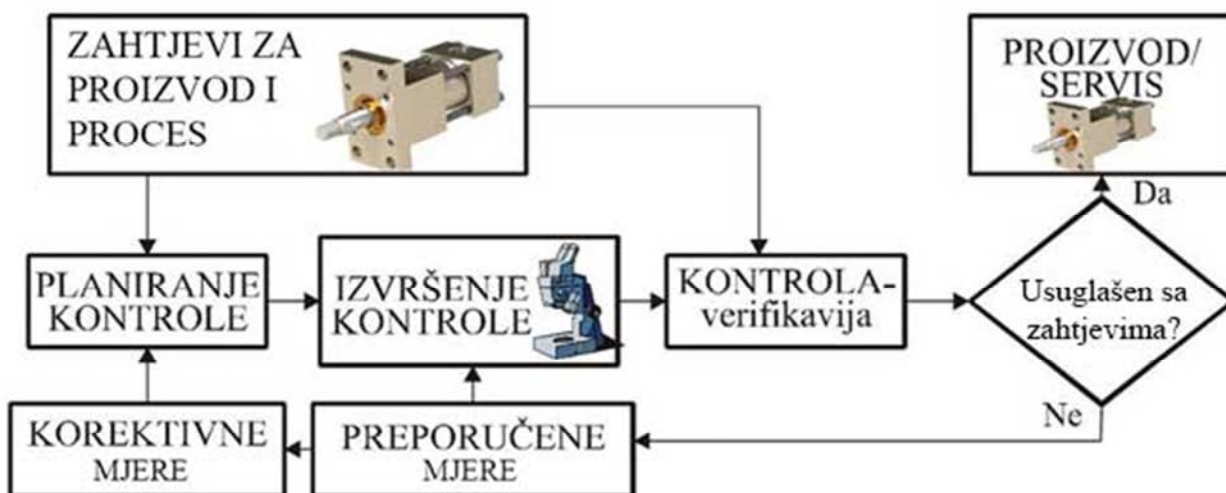 ZAHTJEVI ZA
PROIZVOD I
PROCES
PROIZVOD/
SERVIS
Da
PLANIRANJE
KONTROLE
IZVRŠENJE
KONTROLE
KONTROLA-
verifikavija
Usuglašen sa
zahtjevima?
Ne
KOREKTIVNE
MJERE
PREPORUČENE
MJERE